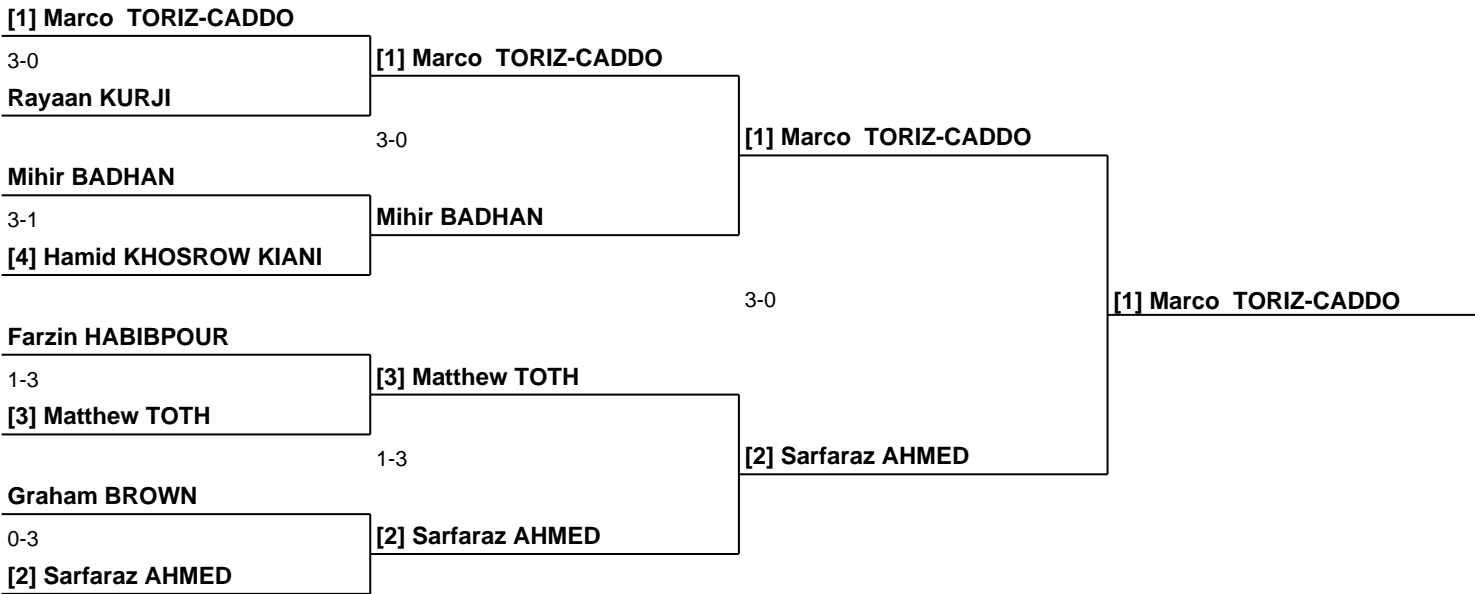 [1] Marco  TORIZ-CADDO
3-0
[1] Marco  TORIZ-CADDO
Rayaan KURJI
3-0
[1] Marco  TORIZ-CADDO
Mihir BADHAN
3-1
Mihir BADHAN
[4] Hamid KHOSROW KIANI
3-0
[1] Marco  TORIZ-CADDO
Farzin HABIBPOUR
1-3
[3] Matthew TOTH
[3] Matthew TOTH
1-3
[2] Sarfaraz AHMED
Graham BROWN
0-3
[2] Sarfaraz AHMED
[2] Sarfaraz AHMED